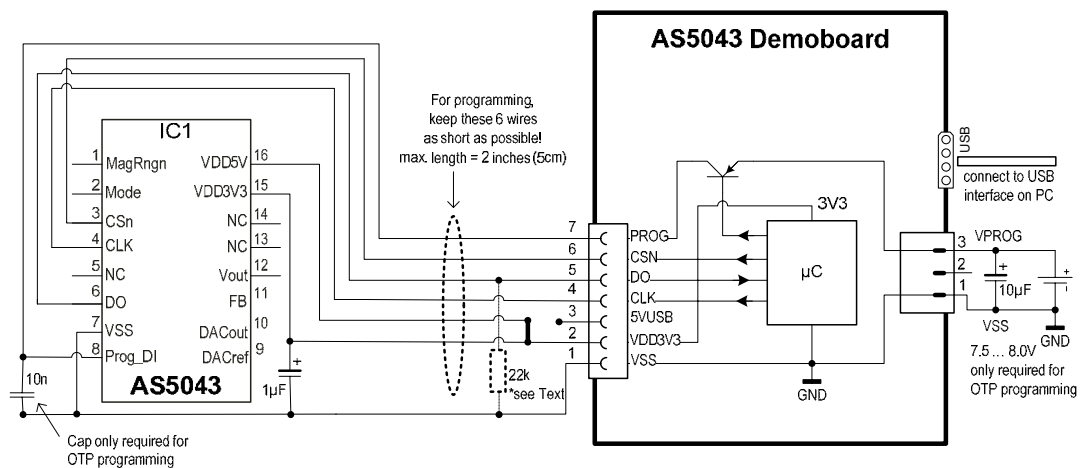 AS5043 Demoboard
For programming,
keep these 6 wires
as short as possible!
max. length = 2 inches (5cm)
IC1
1 MagRngn
2 Mode
3 CSn
4 CLK
5 NC
6 DO
7 VSS
8 Prog_DI
VDD5V 16
VDD3V3 15
NC 14
NC 13
Vout 12
FB 11
DACout 10
DACref 9
AS5043
10n
1µF
+
Cap only required for
OTP programming
22k
*see Text
7 PROG
6 CSN
5 DO
4 CLK
3 5VUSB
2 VDD3V3
1 VSS
3V3
µC
GND
USB
connect to USB
interface on PC
3 VPROG
2
1
+
10µF
VSS
+
-
GND
7.5 ... 8.0V
only required for
OTP programming